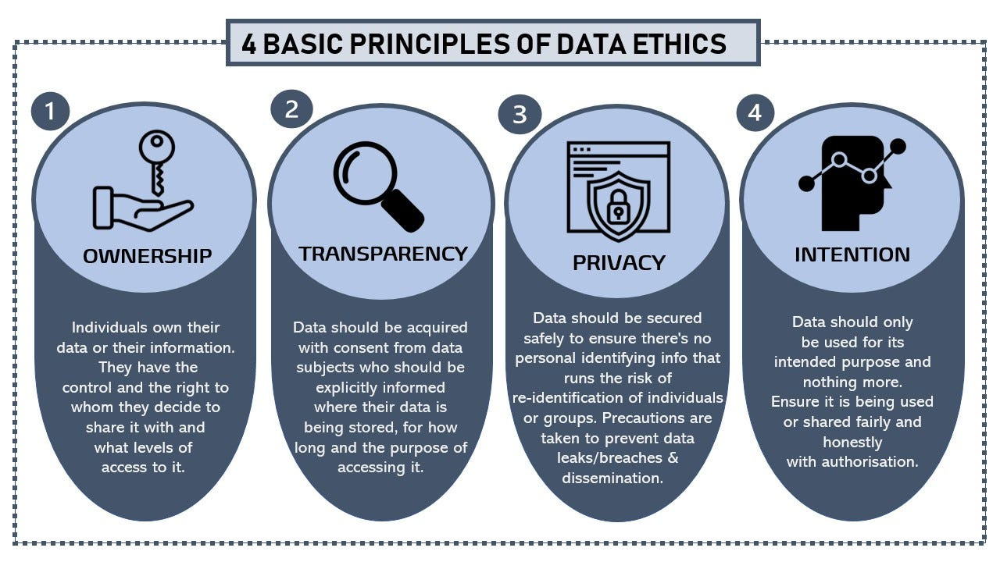 4 BASIC PRINCIPLES OF DATA ETHICS
1
OWNERSHIP
Individuals own their
data or their information.
They have the
control and the right to
whom they decide to
share it with and
what levels of
access to it.
2
TRANSPARENCY
Data should be acquired
with consent from data
subjects who should be
explicitly informed
where their data is
being stored, for how
long and the purpose of
accessing it.
3
PRIVACY
Data should be secured
safely to ensure there's no
personal identifying info that
runs the risk of
re-identification of individuals
or groups. Precautions are
taken to prevent data
leaks/breaches &
dissemination.
4
INTENTION
Data should only
be used for its
intended purpose and
nothing more.
Ensure it is being used
or shared fairly and
honestly
with authorisation.